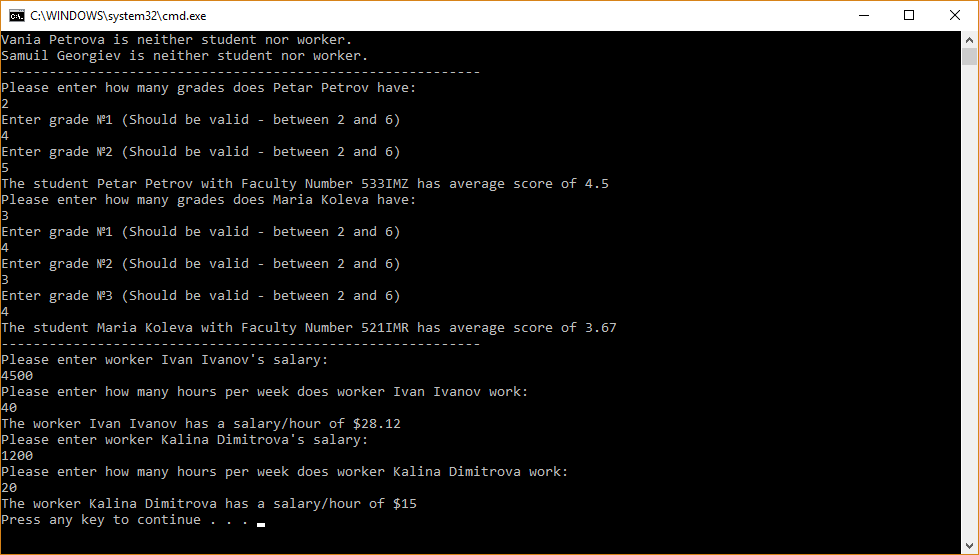 C:\WINDOWS\system32\cmd.exe
Vania Petrova is neither student nor worker.
Samuil Georgiev is neither student nor worker.
------------------------------------------------------------
Please enter how many grades does Petar Petrov have:
2
Enter grade №1 (Should be valid - between 2 and 6)
4
Enter grade №2 (Should be valid - between 2 and 6)
5
The student Petar Petrov with Faculty Number 533IMZ has average score of 4.5
Please enter how many grades does Maria Koleva have:
3
Enter grade №1 (Should be valid - between 2 and 6)
4
Enter grade №2 (Should be valid - between 2 and 6)
3
Enter grade №3 (Should be valid - between 2 and 6)
4
The student Maria Koleva with Faculty Number 521IMR has average score of 3.67
------------------------------------------------------------
Please enter worker Ivan Ivanov's salary:
4500
Please enter how many hours per week does worker Ivan Ivanov work:
40
The worker Ivan Ivanov has a salary/hour of $28.12
Please enter worker Kalina Dimitrova's salary:
1200
Please enter how many hours per week does worker Kalina Dimitrova work:
20
The worker Kalina Dimitrova has a salary/hour of $15
Press any key to continue . . .